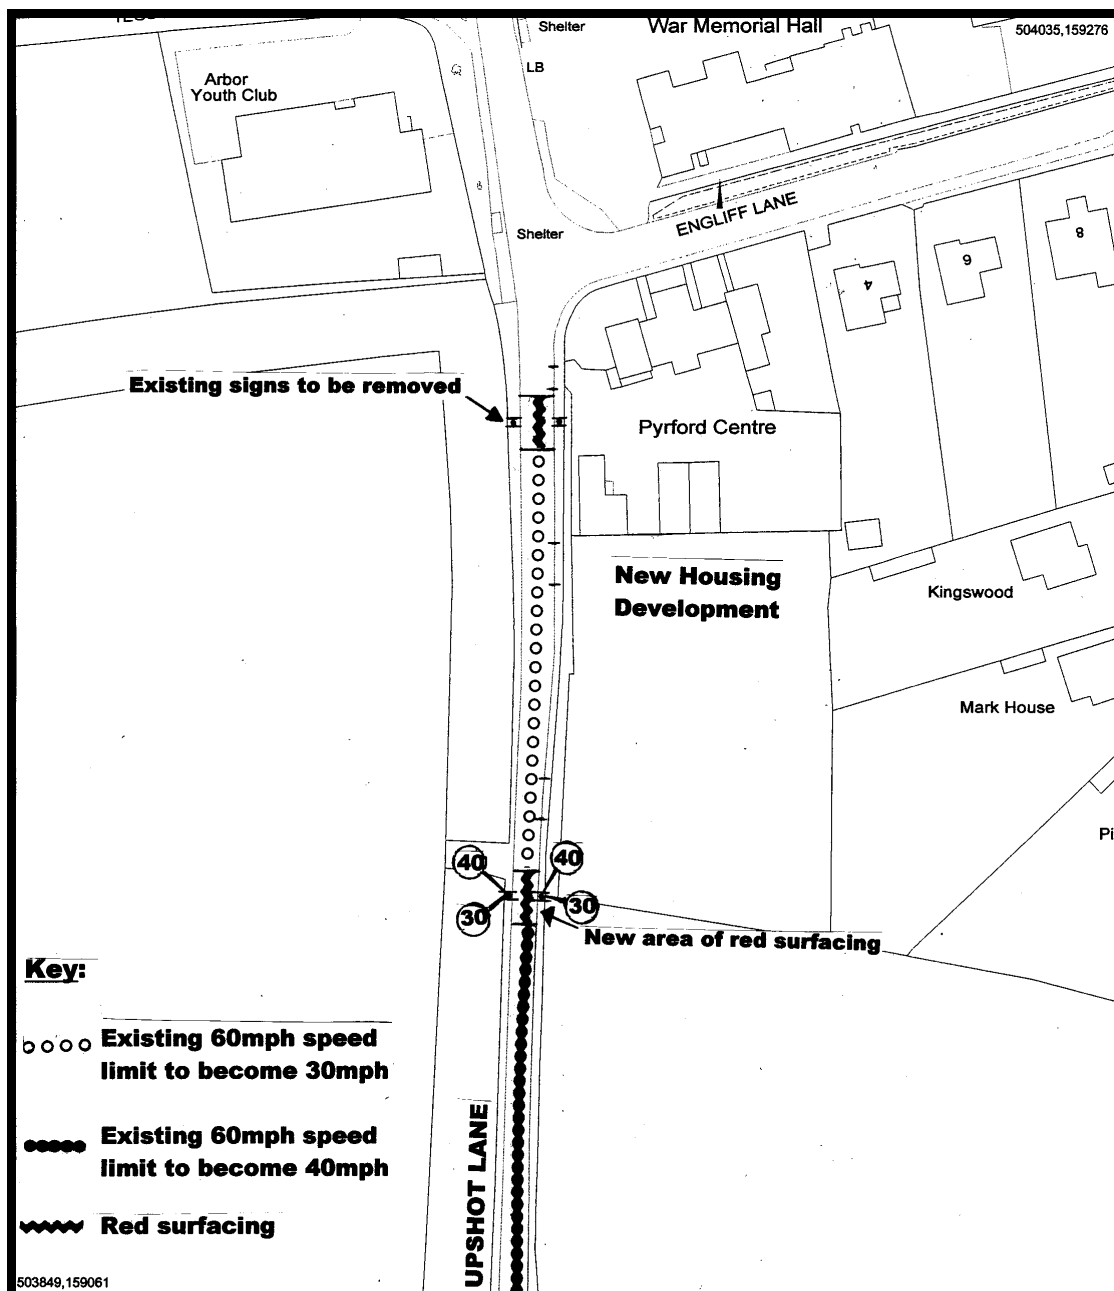 Shelter
War Memorial Hall
504035,159276
LB
Arbor
Youth Club
Shelter
ENGLIFF LANE
4
6
8
Existing signs to be removed
Pyrford Centre
New Housing
Development
Kingswood
Mark House
Pi
40
40
30
30
New area of red surfacing
Key:
Existing 60mph speed
limit to become 30mph
Existing 60mph speed
limit to become 40mph
Red surfacing
UPSHOT LANE
503849,159061